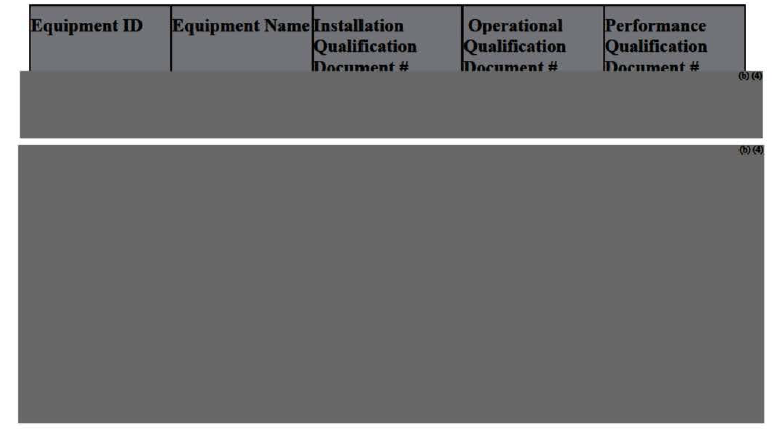 Equipment ID
Equipment Name
Installation
Qualification
Document #
Operational
Qualification
Document #
Performance
Qualification
Document #
(b) (4)
(b) (4)